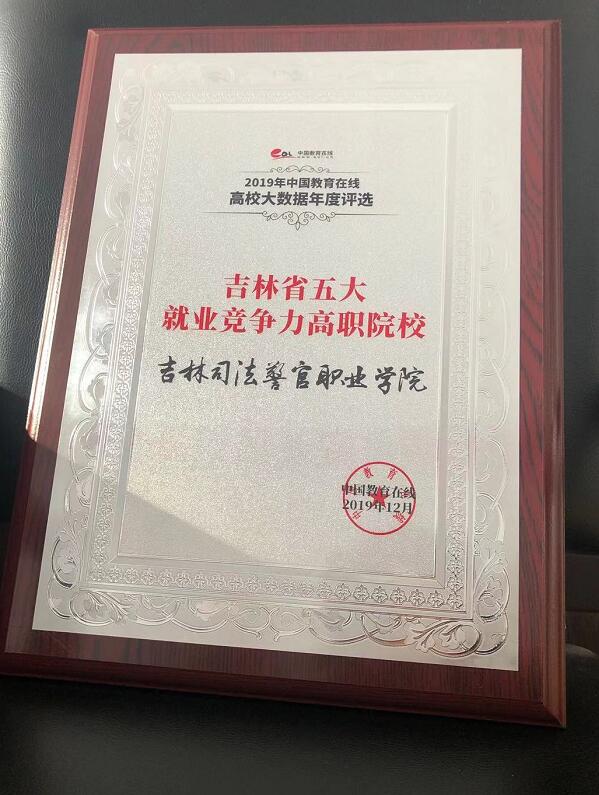 eol 中国教育在线
2019年中国教育在线
高校大数据年度评选
吉林省五大
就业竞争力高职院校
吉林司法警官职业学院
中国教育在线
2019年12月